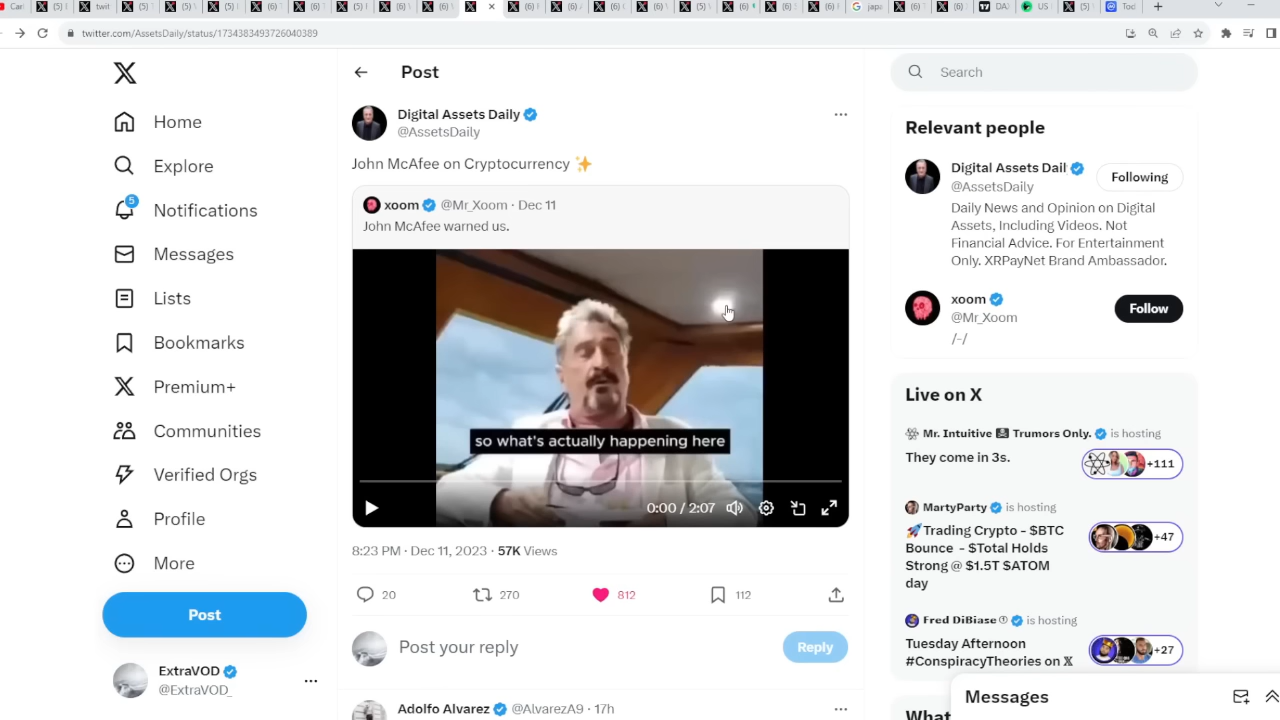 twitter.com/AssetsDaily/status/1734383493726040389
Home
Explore
5
Notifications
Messages
Lists
Bookmarks
Premium+
Communities
Verified Orgs
Profile
More
Post
ExtraVOD
@ExtraVOD_
Post
Digital Assets Daily
@AssetsDaily
John McAfee on Cryptocurrency ✨
xoom @Mr_Xoom · Dec 11
John McAfee warned us.
so what's actually happening here
0:00 / 2:07
8:23 PM · Dec 11, 2023 · 57K Views
20 270 812 112
Post your reply
Reply
Adolfo Alvarez @AlvarezA9 · 17h
Search
Relevant people
Digital Assets Dail
@AssetsDaily
Following
Daily News and Opinion on Digital
Assets, Including Videos. Not
Financial Advice. For Entertainment
Only. XRPayNet Brand Ambassador.
xoom
@Mr_Xoom
Follow
/-/
Live on X
Mr. Intuitive Trumors Only. is hosting
They come in 3s.
+111
MartyParty is hosting
🚀Trading Crypto - $BTC
Bounce - $Total Holds
Strong @ $1.5T $ATOM
day
+47
Fred DiBiase is hosting
Tuesday Afternoon
#ConspiracyTheories on 𝕏
+27
Messages